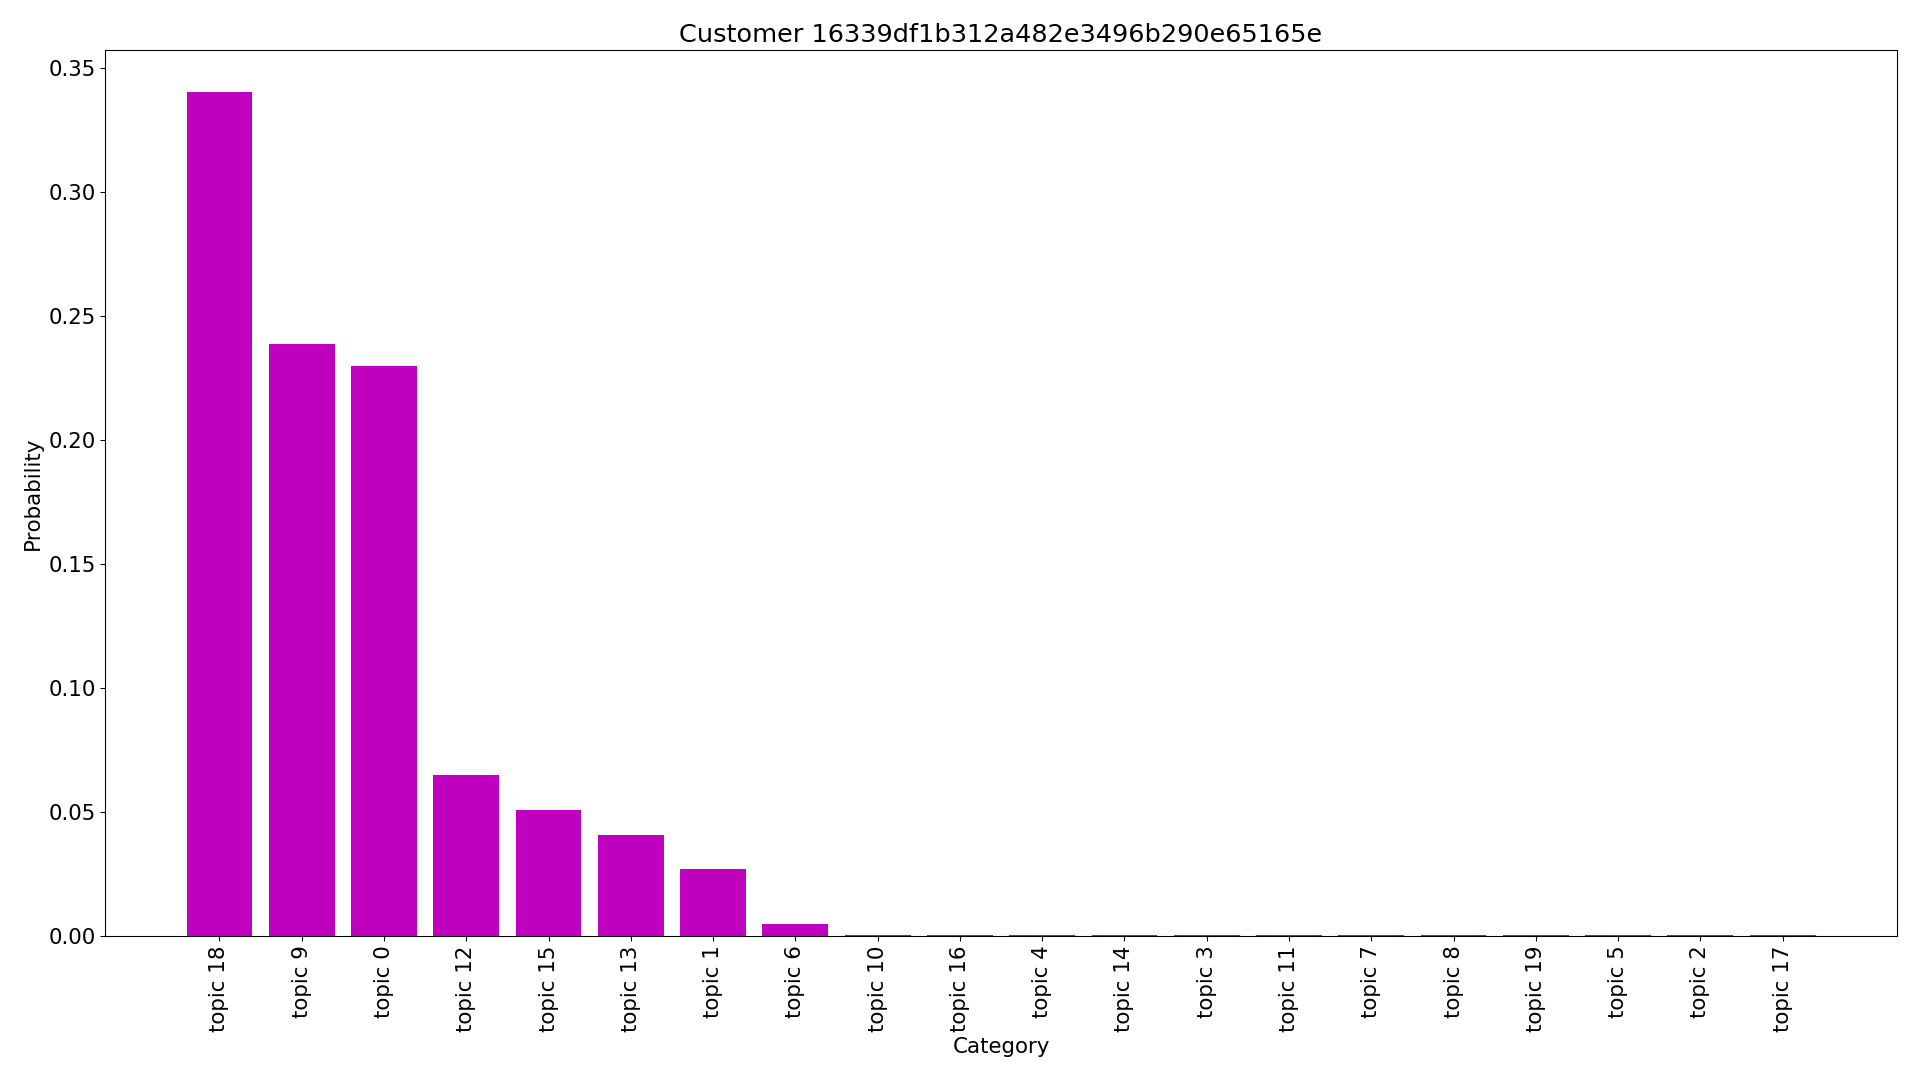 Customer 16339df1b312a482e3496b290e65165e
Probability
0.35
0.30
0.25
0.20
0.15
0.10
0.05
0.00
topic 18
topic 9
topic 0
topic 12
topic 15
topic 13
topic 1
topic 6
topic 10
topic 16
topic 4
topic 14
topic 3
topic 11
topic 7
topic 8
topic 19
topic 5
topic 2
topic 17
Category